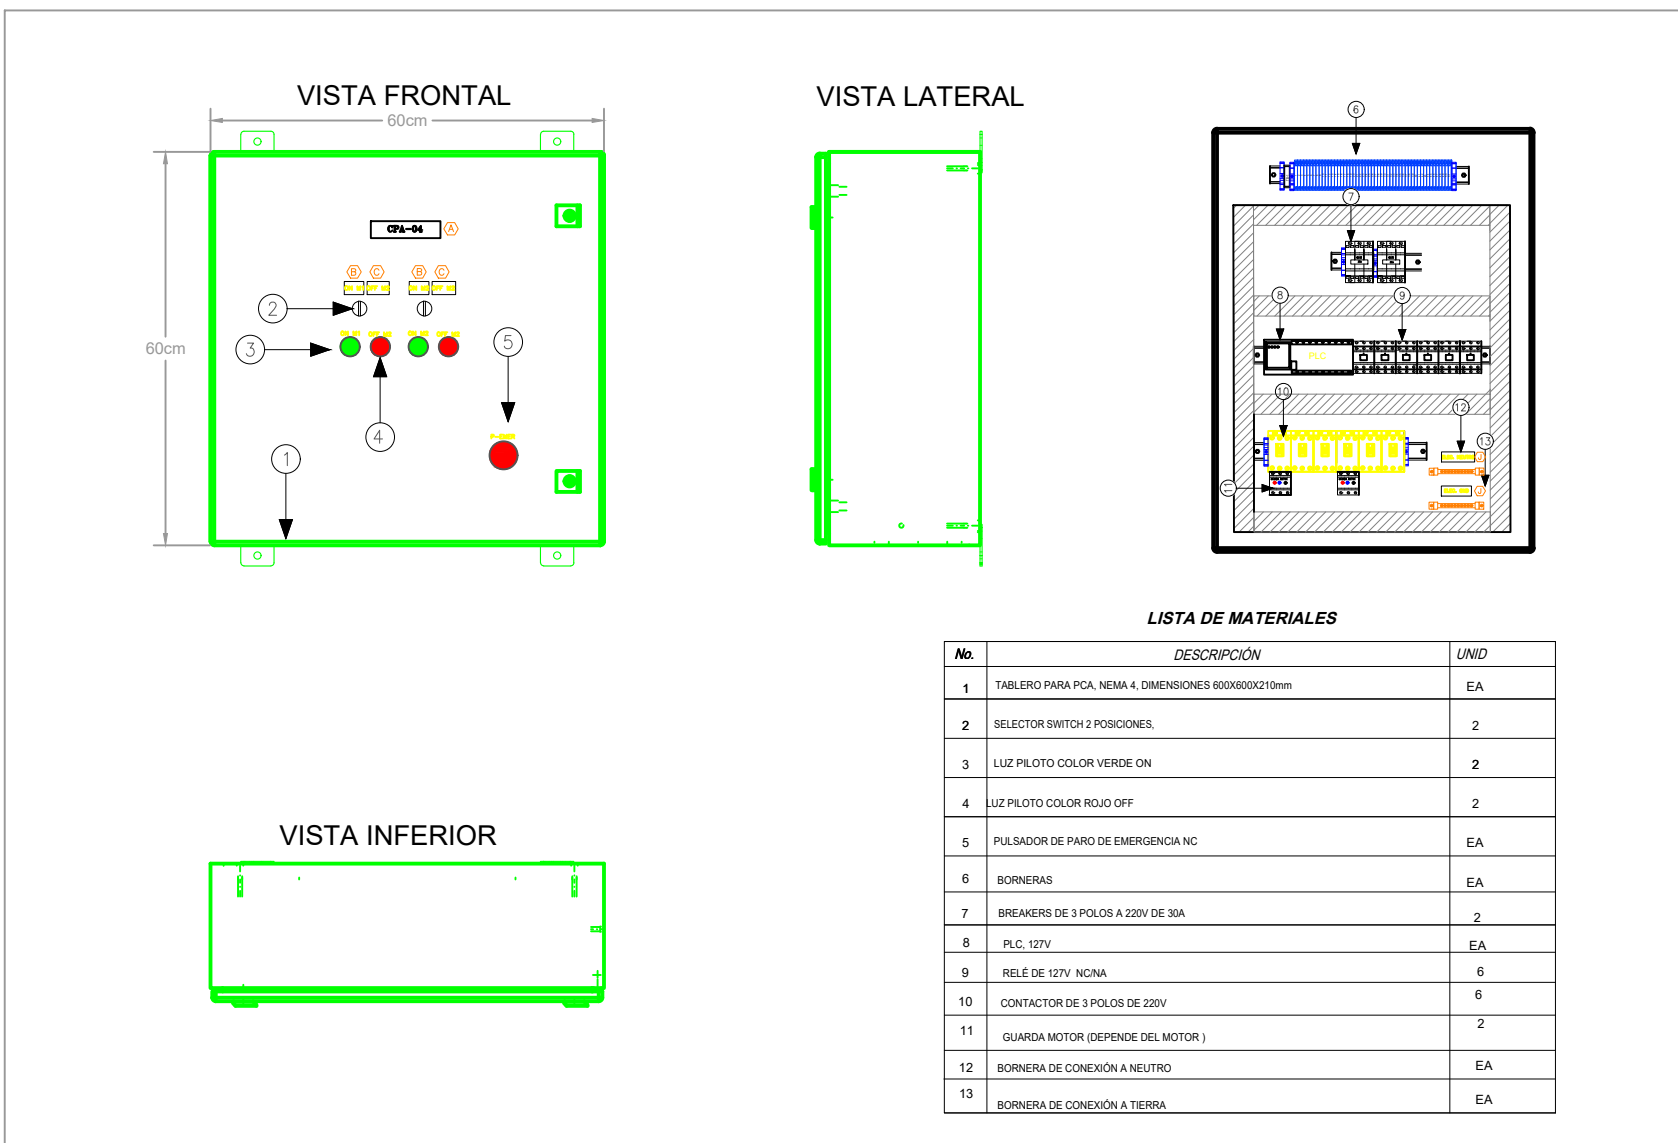 VISTA FRONTAL
60cm
VISTA LATERAL
6
CPA-04
A
7
B
C
B
C
2
8
9
3
5
60cm
PLC
10
12
4
1
13
J
11
J
LISTA DE MATERIALES
No. DESCRIPCIÓN UNID
1 TABLERO PARA PCA, NEMA 4, DIMENSIONES 600X600X210mm EA
2 SELECTOR SWITCH 2 POSICIONES, 2
3 LUZ PILOTO COLOR VERDE ON 2
4 LUZ PILOTO COLOR ROJO OFF 2
5 PULSADOR DE PARO DE EMERGENCIA NC EA
6 BORNERAS EA
7 BREAKERS DE 3 POLOS A 220V DE 30A 2
8 PLC, 127V EA
9 RELÉ DE 127V NC/NA 6
10 CONTACTOR DE 3 POLOS DE 220V 6
11 GUARDA MOTOR (DEPENDE DEL MOTOR ) 2
12 BORNERA DE CONEXIÓN A NEUTRO EA
13 BORNERA DE CONEXIÓN A TIERRA EA
VISTA INFERIOR